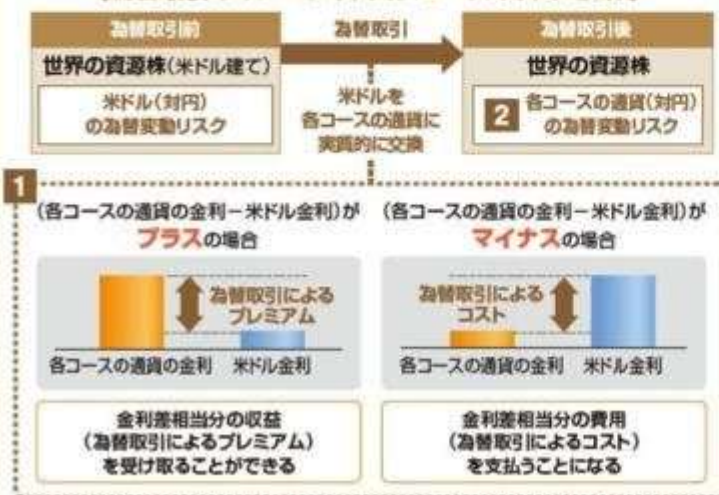 為替取引前
為替取引
為替取引後
世界の資源株(米ドル建て)
世界の資源株
米ドル(対円)
の為替変動リスク
米ドルを
各コースの通貨に
実質的に交換
2 各コースの通貨(対円)
の為替変動リスク
1
(各コースの通貨の金利−米ドル金利)が
プラスの場合
(各コースの通貨の金利−米ドル金利)が
マイナスの場合
為替取引による
プレミアム
各コースの通貨の金利 米ドル金利
為替取引による
コスト
各コースの通貨の金利 米ドル金利
金利差相当分の収益
(為替取引によるプレミアム)
を受け取ることができる
金利差相当分の費用
(為替取引によるコスト)
を支払うことになる